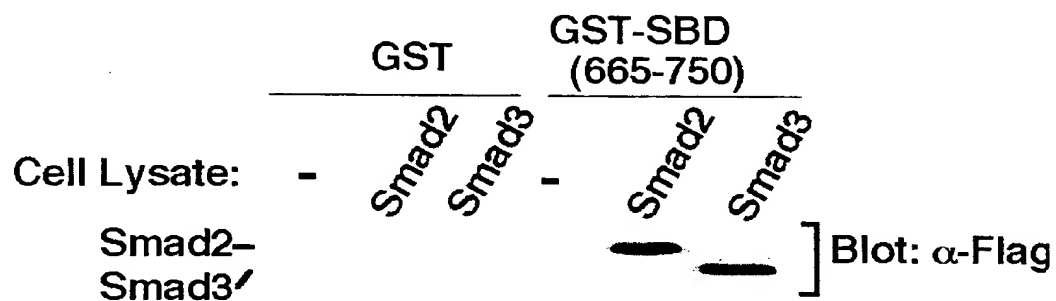 GST
GST-SBD
(665-750)
Cell Lysate: - Smad2 Smad3 - Smad2 Smad3
Smad2–
Smad3
Blot: α-Flag